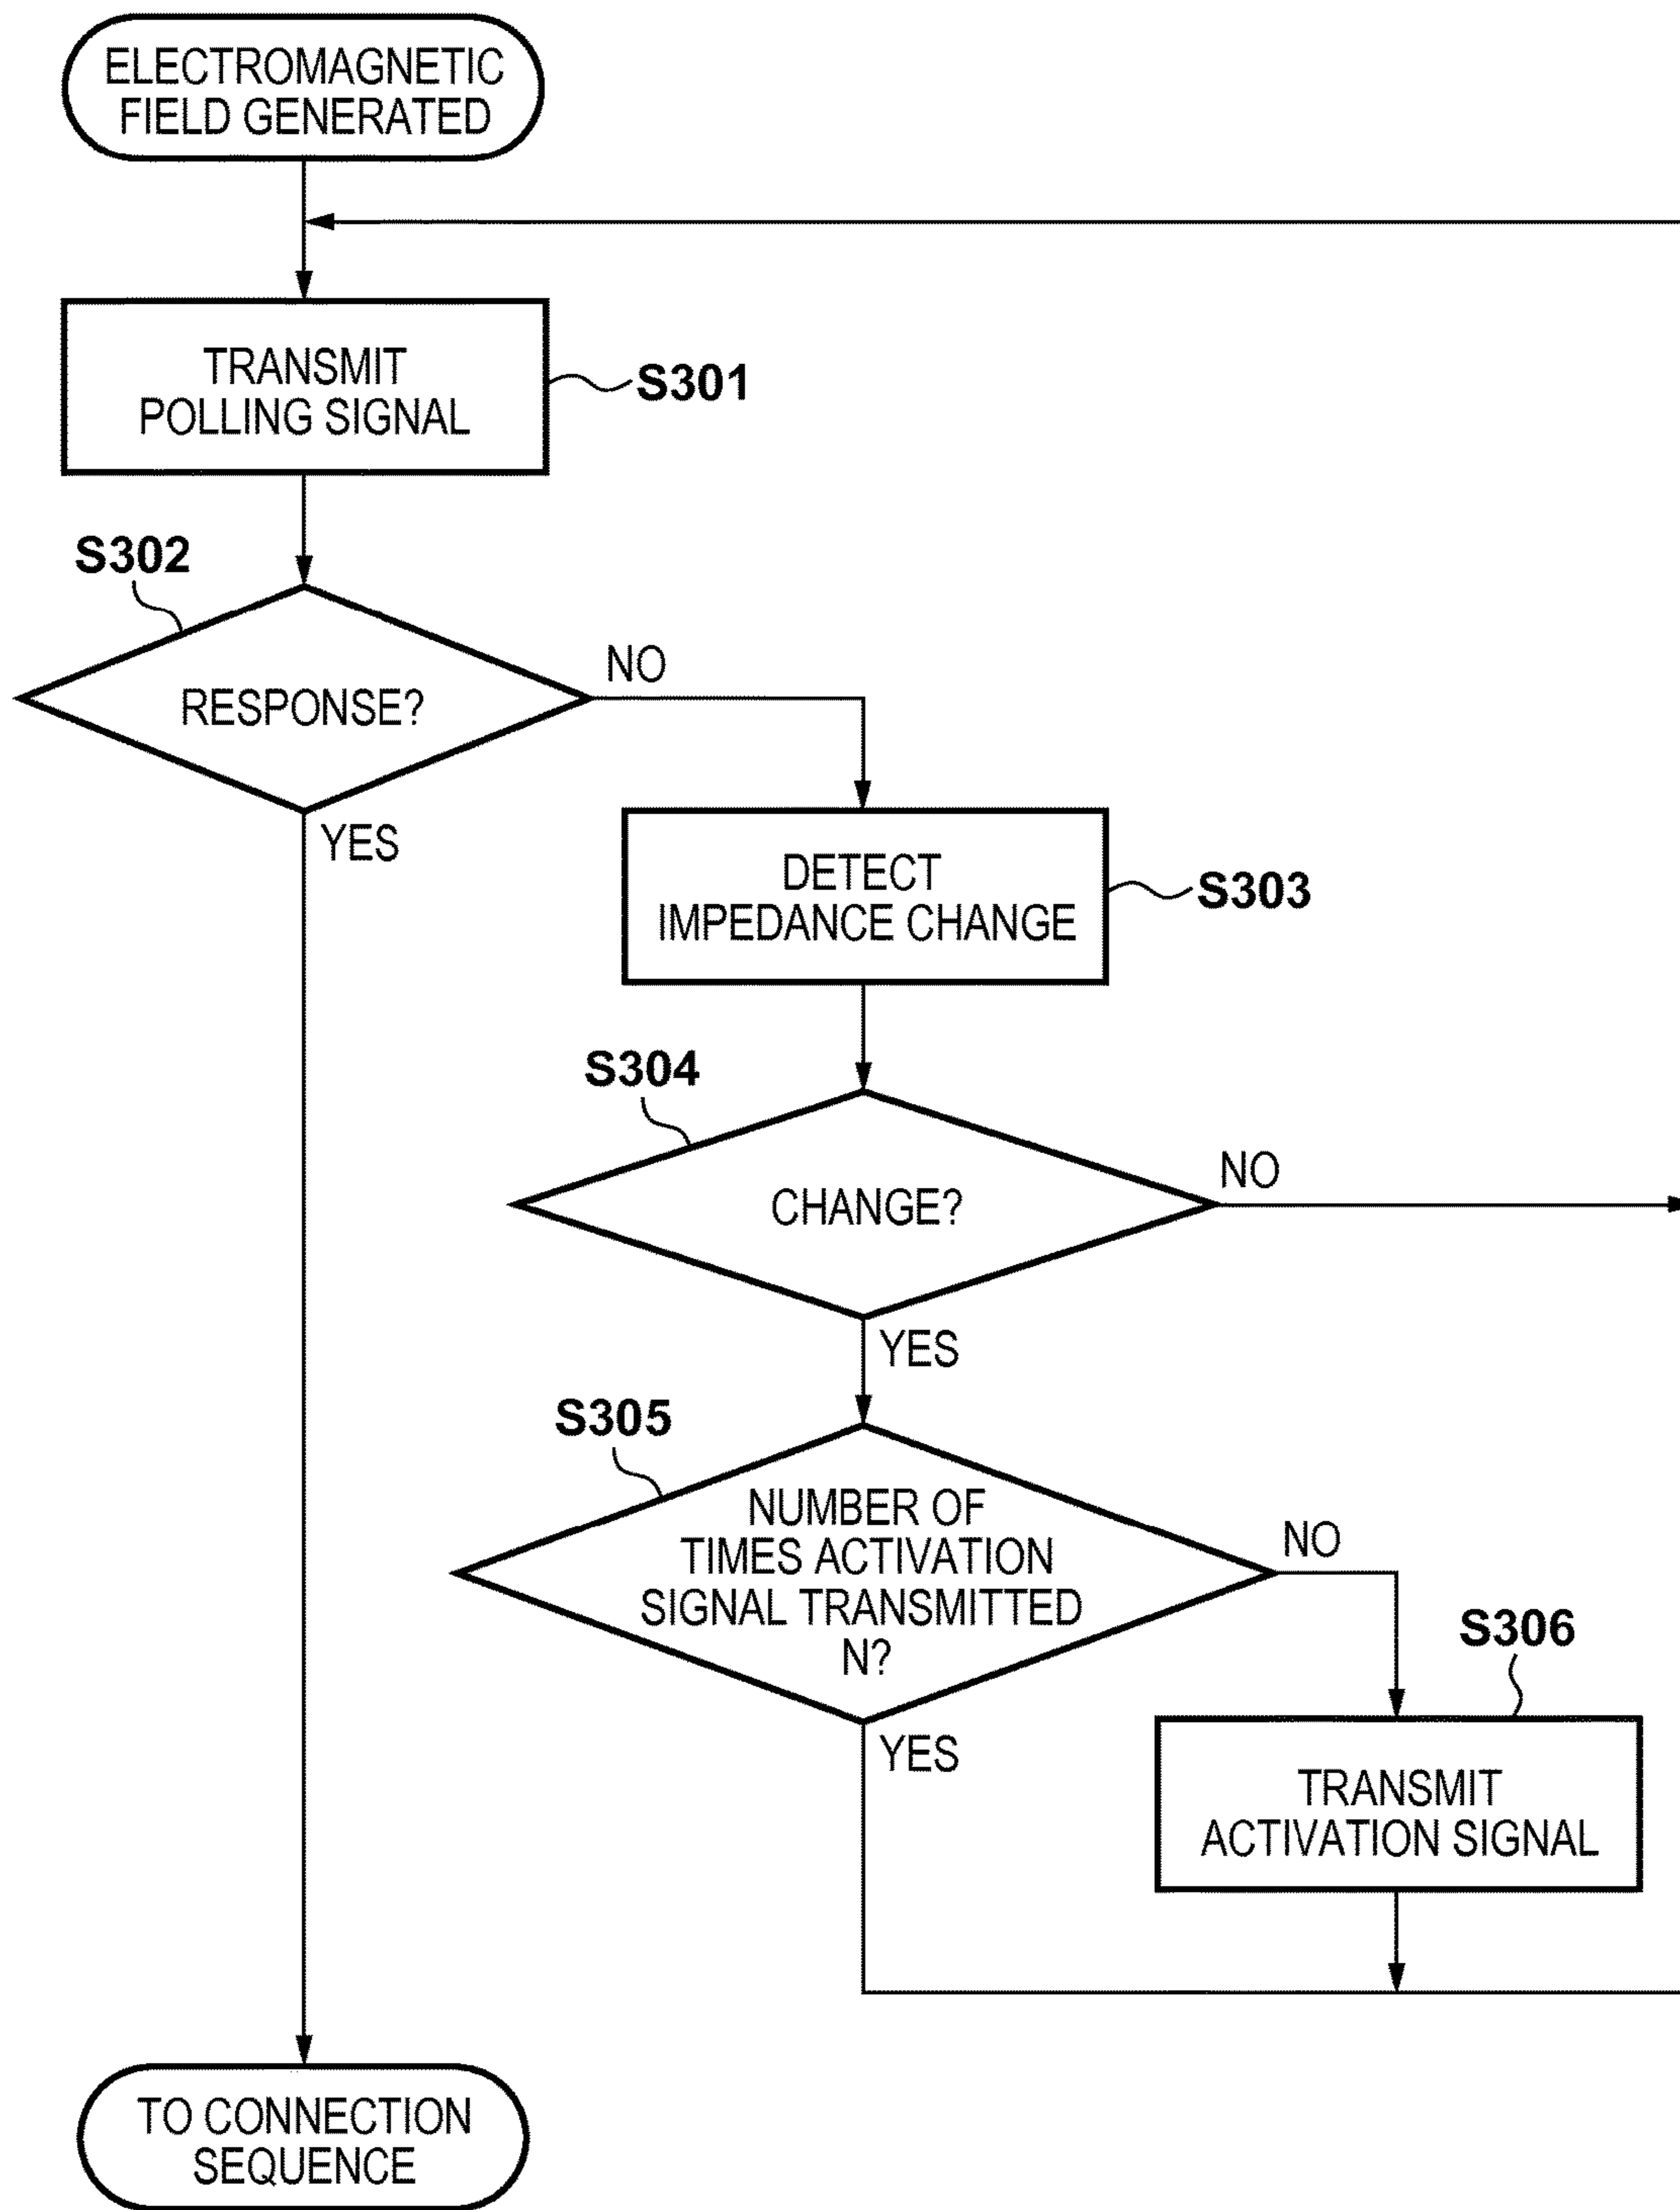 ELECTROMAGNETIC
FIELD GENERATED
TRANSMIT
POLLING SIGNAL
S301
S302
RESPONSE?
NO
YES
DETECT
IMPEDANCE CHANGE
S303
S304
CHANGE?
NO
YES
S305
NUMBER OF
TIMES ACTIVATION
SIGNAL TRANSMITTED
N?
NO
YES
S306
TRANSMIT
ACTIVATION SIGNAL
TO CONNECTION
SEQUENCE